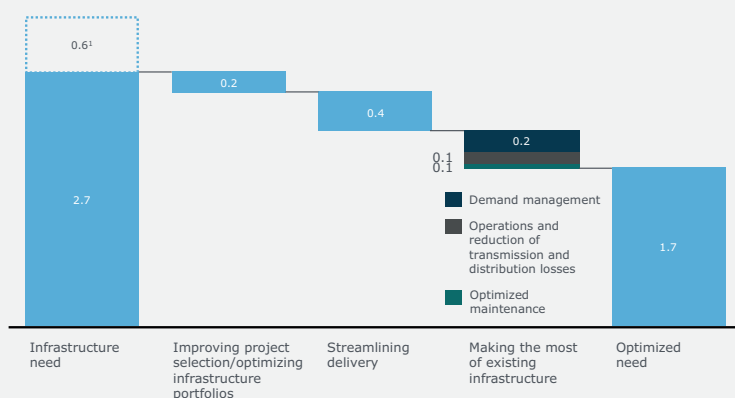 0.6¹
0.2
0.4
0.2
0.1
0.1
2.7
Demand management
Operations and
reduction of
transmission and
distribution losses
Optimized
maintenance
1.7
Infrastructure
need
Improving project
selection/optimizing
infrastructure
portfolios
Streamlining
delivery
Making the most
of existing
infrastructure
Optimized
need